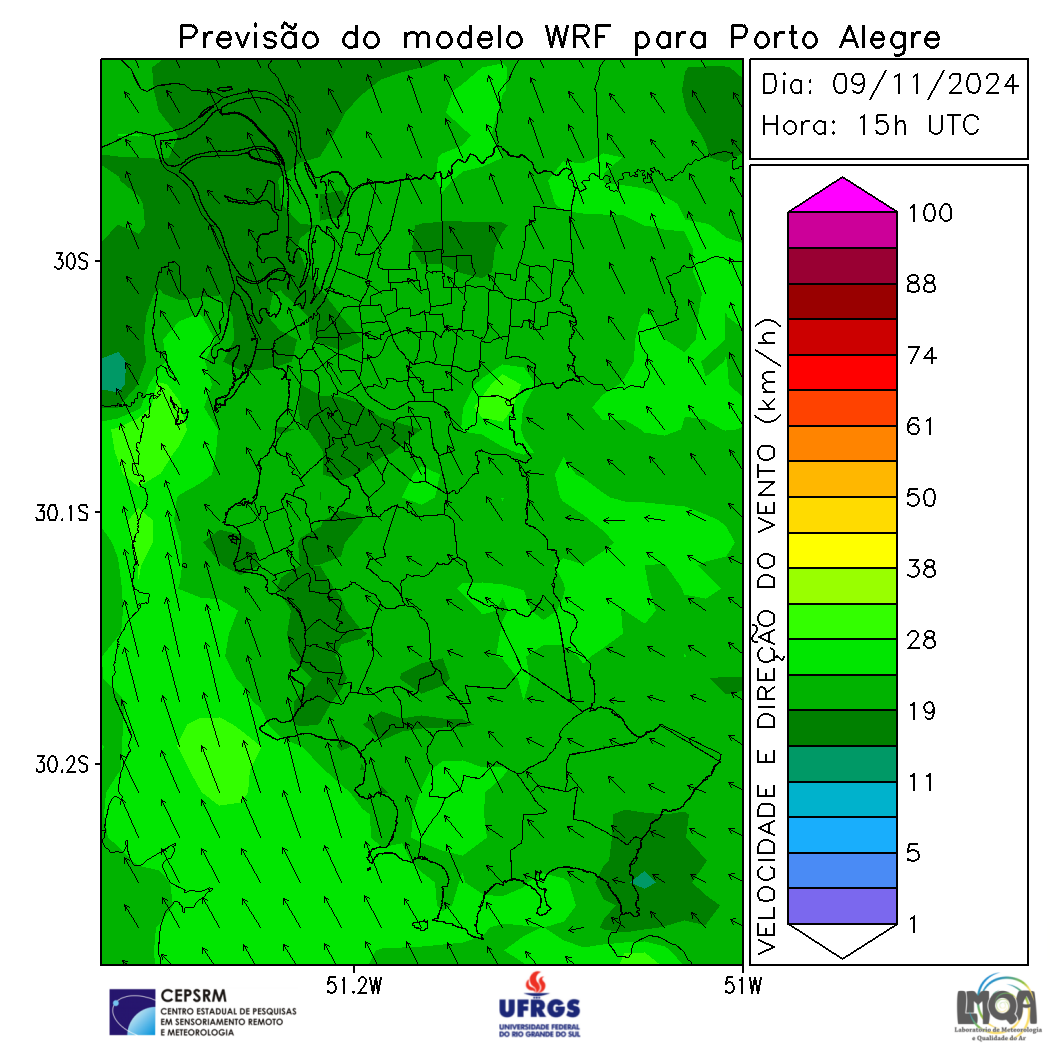 Previsão do modelo WRF para Porto Alegre
Dia: 09/11/2024
Hora: 15h UTC
30S
30.1S
30.2S
51.2W
51W
VELOCIDADE E DIREÇÃO DO VENTO (km/h)
100
88
74
61
50
38
28
19
11
5
1
CEPSRM
CENTRO ESTADUAL DE PESQUISAS
EM SENSORIAMENTO REMOTO
E METEOROLOGIA
UFRGS
UNIVERSIDADE FEDERAL
DO RIO GRANDE DO SUL
LMQA
Laboratório de Meteorologia
e Qualidade do Ar